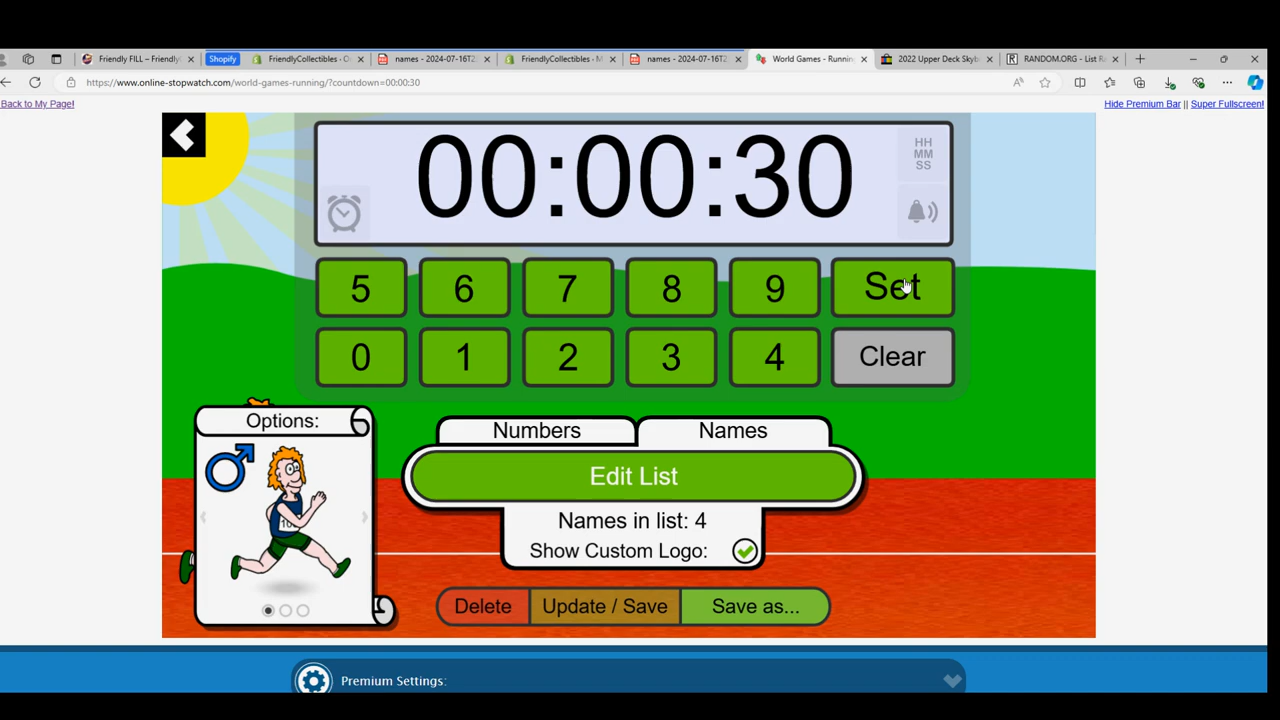 Friendly FILL – Friendly
Shopify
FriendlyCollectibles · O
names - 2024-07-16T2
FriendlyCollectibles · M
names - 2024-07-16T2
World Games - Runnin
2022 Upper Deck Skyb
RANDOM.ORG - List Ra
https://www.online-stopwatch.com/world-games-running/?countdown=00:00:30
Back to My Page!
Hide Premium Bar || Super Fullscreen!
00:00:30
HH
MM
SS
5 6 7 8 9 Set
0 1 2 3 4 Clear
Options:
Numbers Names
Edit List
Names in list: 4
Show Custom Logo:
Delete Update / Save Save as...
Premium Settings: